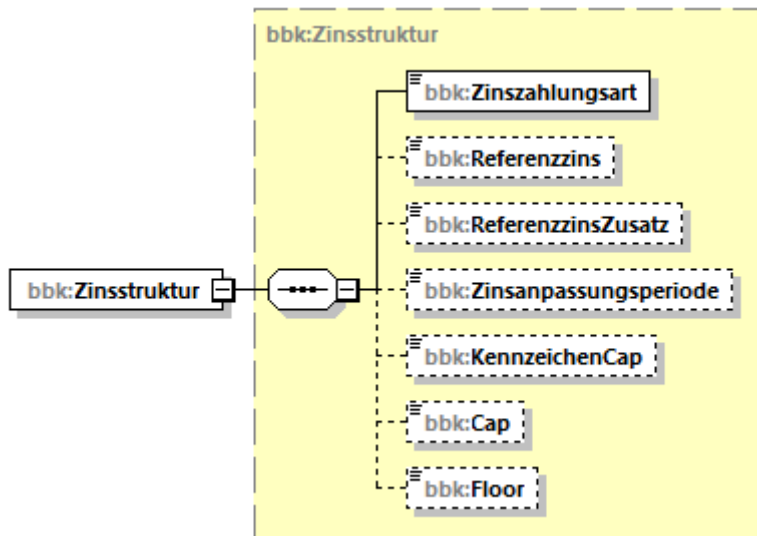 bbk:Zinsstruktur
bbk:Zinszahlungsart
bbk:Referenzzins
bbk:ReferenzzinsZusatz
bbk:Zinsstruktur
bbk:Zinsanpassungsperiode
bbk:KennzeichenCap
bbk:Cap
bbk:Floor